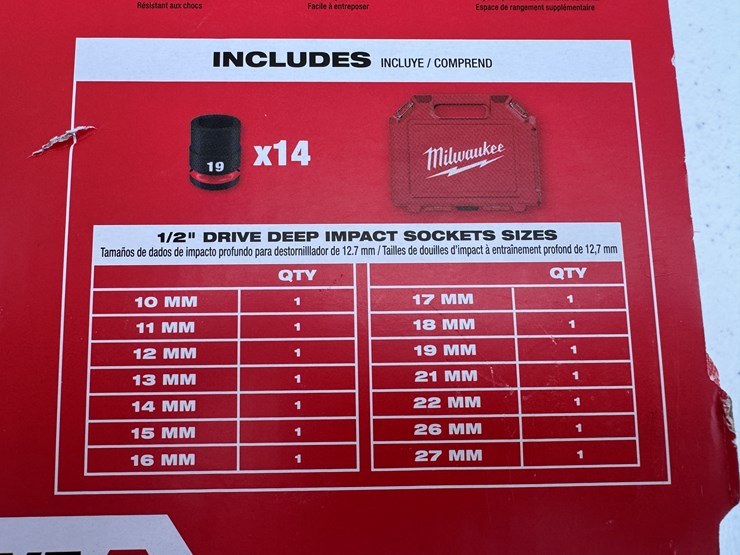 Résistant aux chocs
Facile à entreposer
Espace de rangement supplémentaire
INCLUDES INCLUYE / COMPREND
19
x14
Milwaukee
1/2" DRIVE DEEP IMPACT SOCKETS SIZES
Tamaños de dados de impacto profundo para destornilllador de 12.7 mm / Tailles de douilles d'impact à entraînement profond de 12,7 mm
QTY
10 MM 1
11 MM 1
12 MM 1
13 MM 1
14 MM 1
15 MM 1
16 MM 1
QTY
17 MM 1
18 MM 1
19 MM 1
21 MM 1
22 MM 1
26 MM 1
27 MM 1